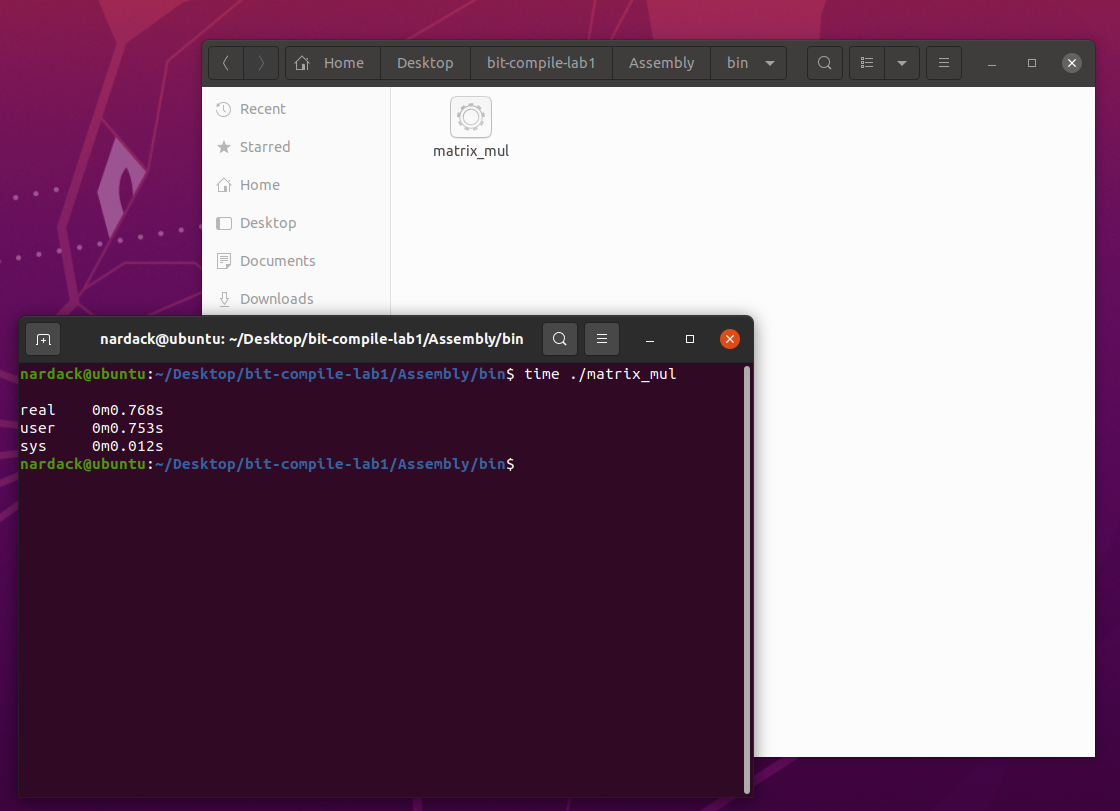 Home Desktop bit-compile-lab1 Assembly bin
Recent
Starred
Home
Desktop
Documents
Downloads
matrix_mul
nardack@ubuntu: ~/Desktop/bit-compile-lab1/Assembly/bin
nardack@ubuntu:~/Desktop/bit-compile-lab1/Assembly/bin$ time ./matrix_mul
real 0m0.768s
user 0m0.753s
sys 0m0.012s
nardack@ubuntu:~/Desktop/bit-compile-lab1/Assembly/bin$